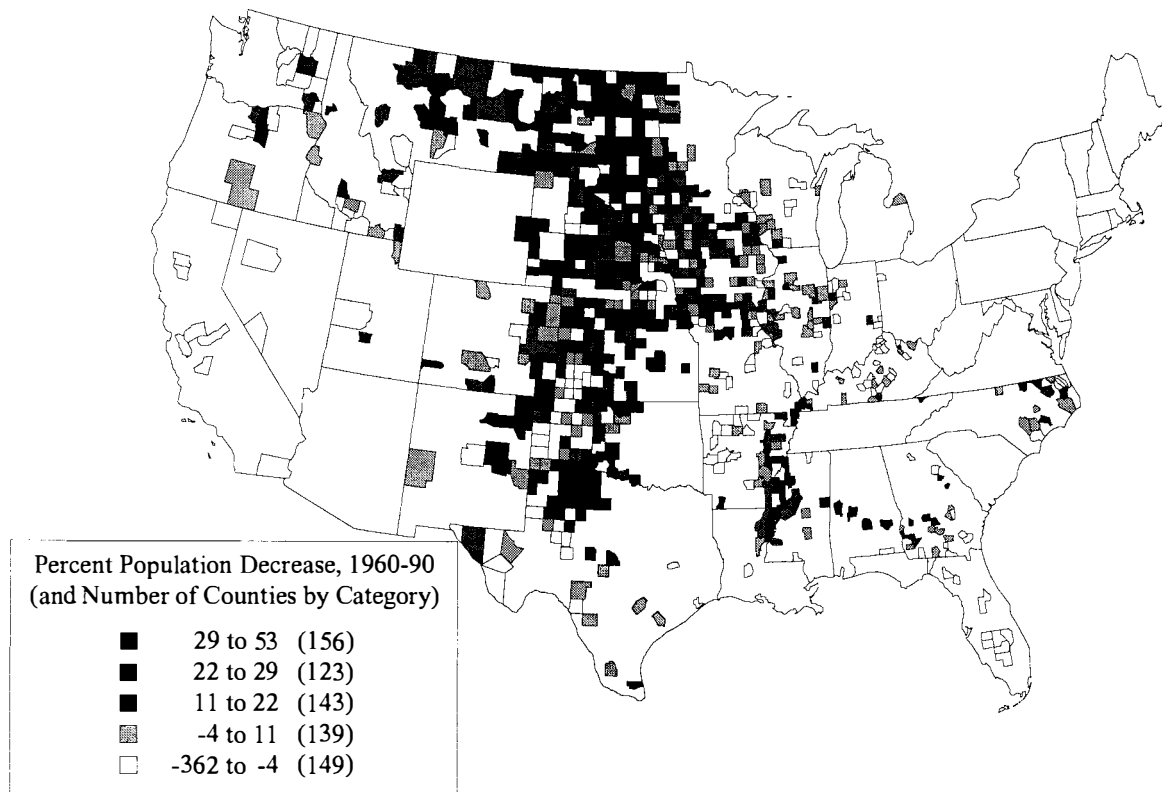 Percent Population Decrease, 1960-90
(and Number of Counties by Category)
29 to 53 (156)
22 to 29 (123)
11 to 22 (143)
-4 to 11 (139)
-362 to -4 (149)